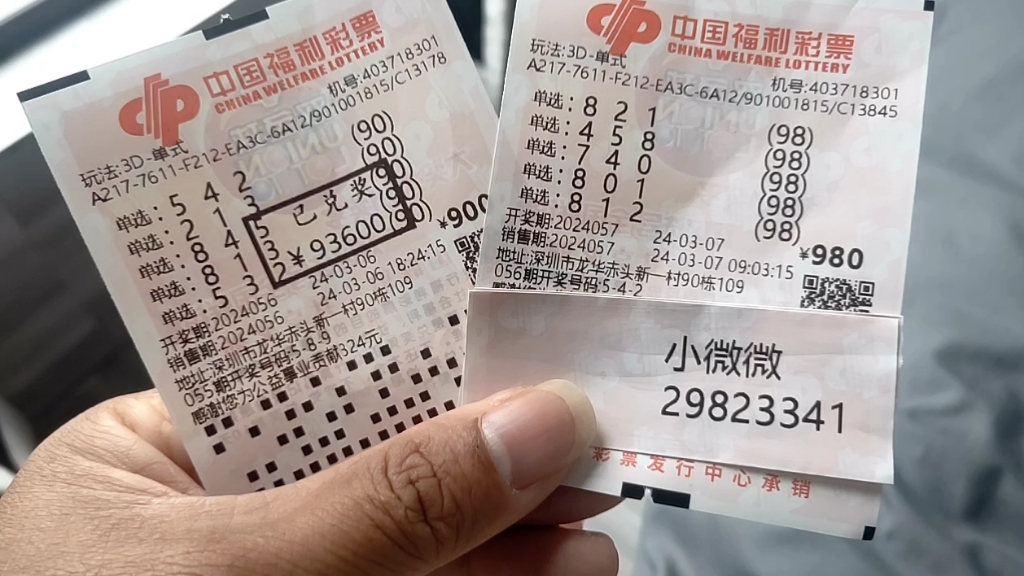 中国福利彩票
CHINA WELFARE LOTTERY
机号:403718301
玩法:3D-单式
A217-7611-F212-EA3C-6A12/901001815/C13178
单选: 5 4 2 (90)
单选: 2 1 3 (90)
单选: 8 4 5
单选: 8 1 3
单选: 5 3 2 (90)
已兑奖
¥93600
¥900
开奖期:2024056 24-03-06
销售期:2024056 24-03-06 18:24:15
地址:深圳市龙华赤头新一村90栋109
055期开奖号码:5-8-9
感谢您为公益事业贡献324元
中国福利彩票
CHINA WELFARE LOTTERY
机号:403718301
玩法:3D-单式
A217-7611-F212-EA3C-6A12/901001815/C13845
单选: 8 2 1 (98)
单选: 4 5 8 (98)
单选: 7 4 0 (98)
单选: 8 0 1 (98)
单选: 8 1 2 (98)
开奖期:2024057 24-03-07
¥980
销售期:2024057 24-03-07 09:03:15
地址:深圳市龙华赤头新一村90栋109
056期开奖号码:5-4-2
小微微
29823341
彩票发行中心承销